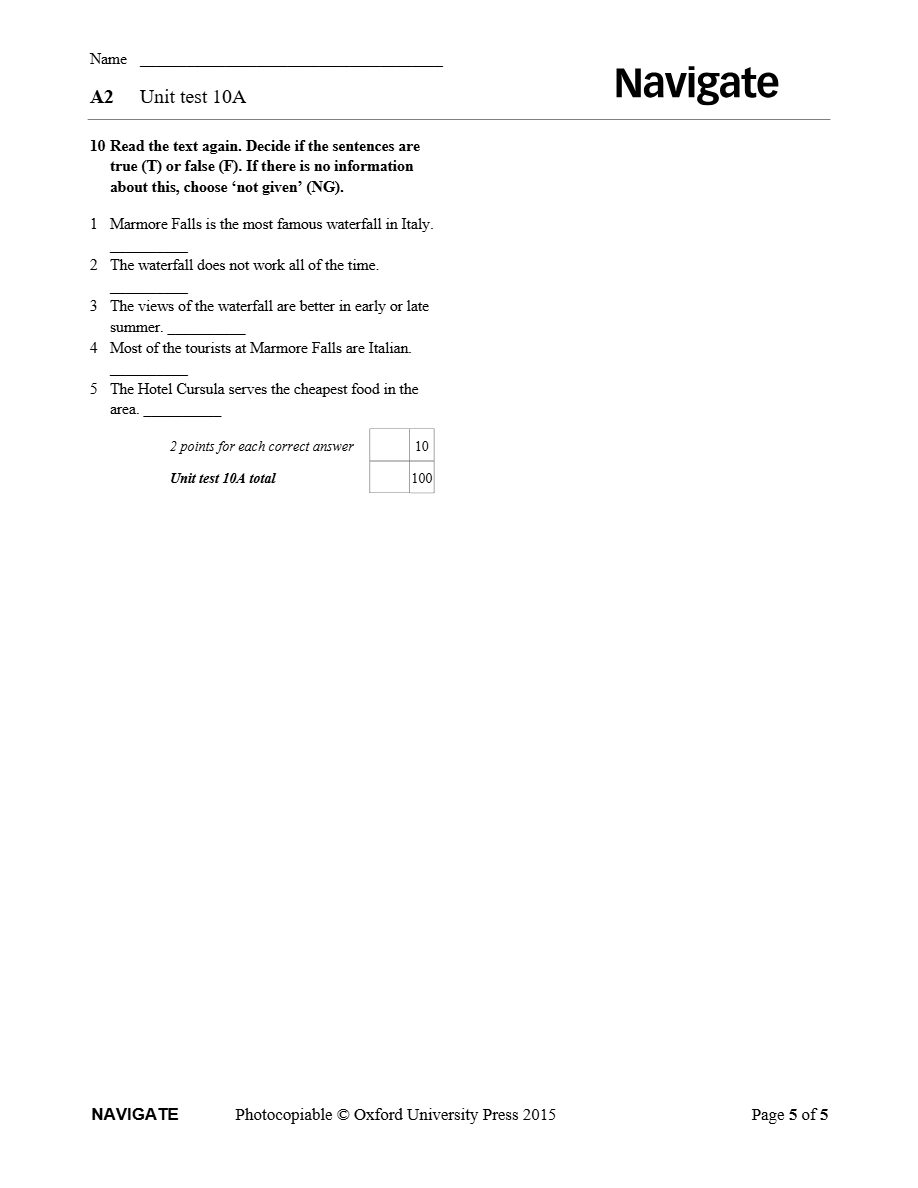 Name ______________________________________
Navigate
A2 Unit test 10A
10 Read the text again. Decide if the sentences are
true (T) or false (F). If there is no information
about this, choose ‘not given’ (NG).
1 Marmore Falls is the most famous waterfall in Italy.
__________
2 The waterfall does not work all of the time.
__________
3 The views of the waterfall are better in early or late
summer. __________
4 Most of the tourists at Marmore Falls are Italian.
__________
5 The Hotel Cursula serves the cheapest food in the
area. __________
2 points for each correct answer 10
Unit test 10A total 100
NAVIGATE Photocopiable © Oxford University Press 2015 Page 5 of 5